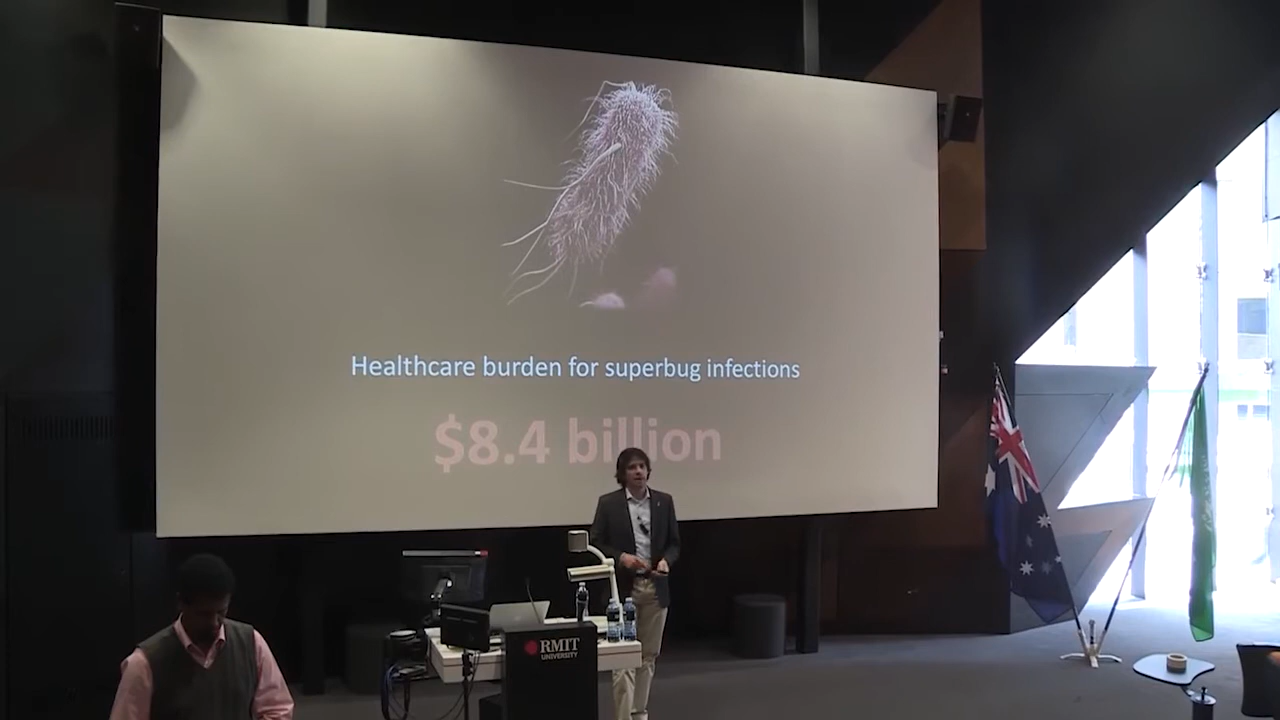 Healthcare burden for superbug infections
$8.4 billion
RMIT
UNIVERSITY